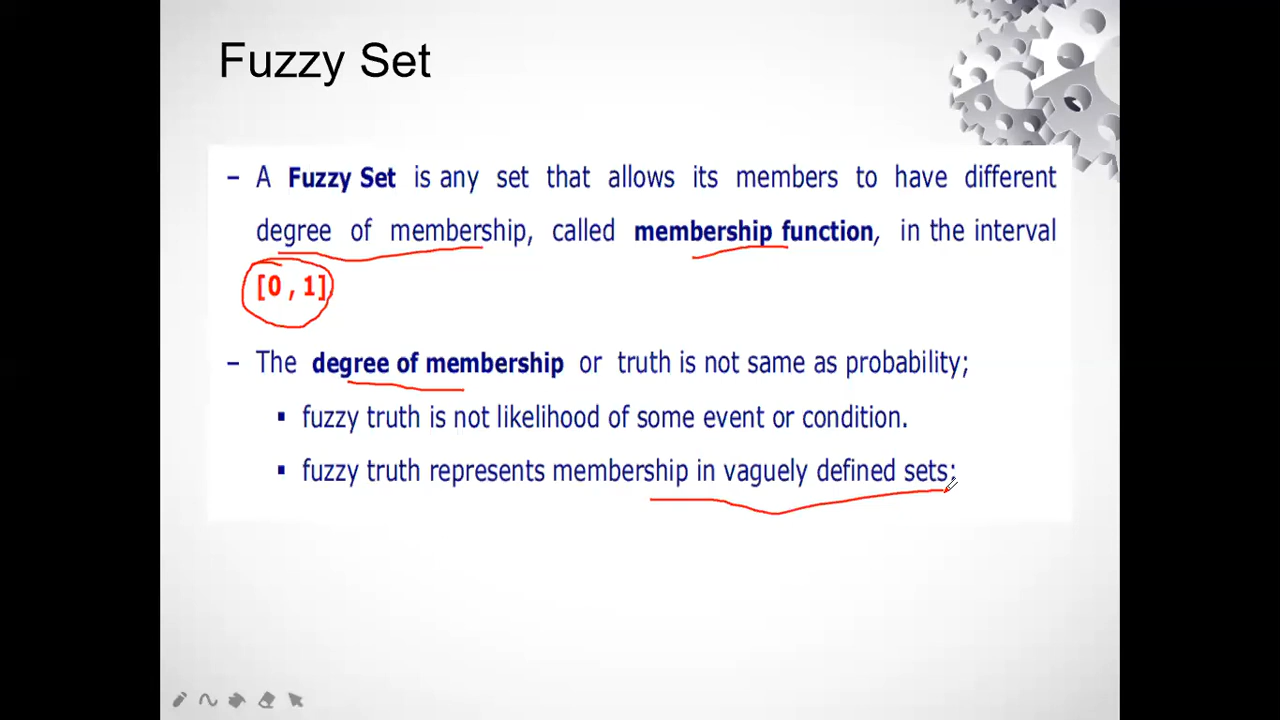 Fuzzy Set
– A Fuzzy Set is any set that allows its members to have different
degree of membership, called membership function, in the interval
[0 , 1]
– The degree of membership or truth is not same as probability;
▪ fuzzy truth is not likelihood of some event or condition.
▪ fuzzy truth represents membership in vaguely defined sets;